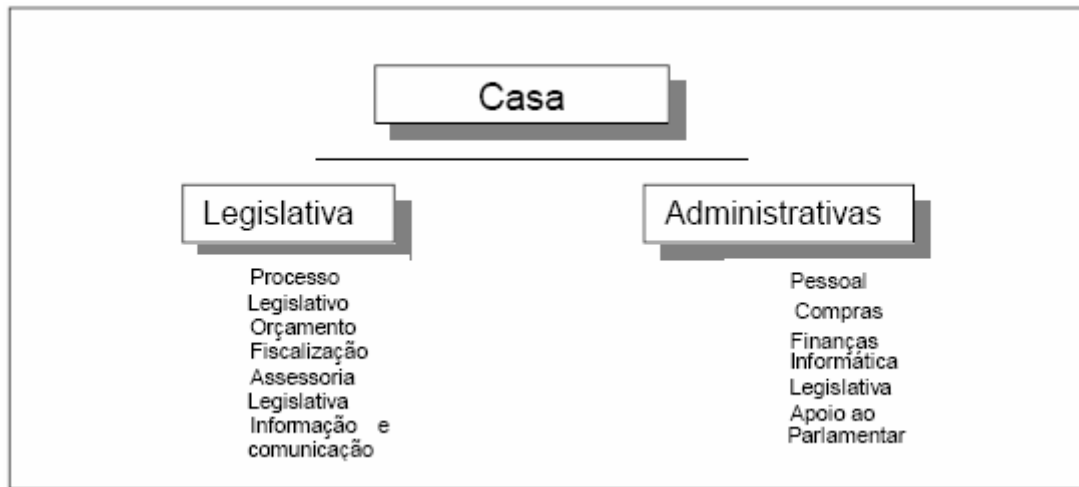 Casa
Legislativa
Processo
Legislativo
Orçamento
Fiscalização
Assessoria
Legislativa
Informação e
comunicação
Administrativas
Pessoal
Compras
Finanças
Informática
Legislativa
Apoio ao
Parlamentar